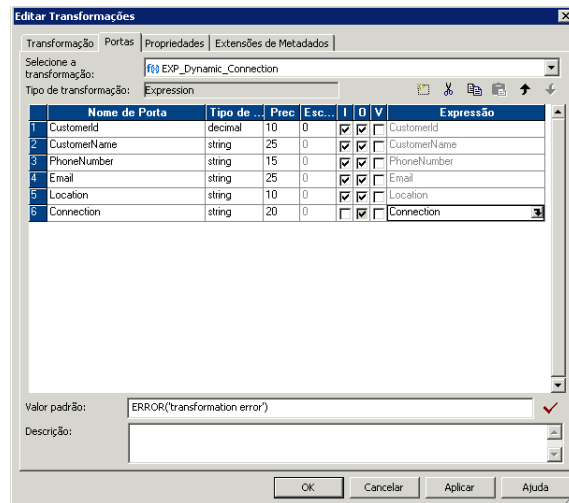 Editar Transformações
Transformação Portas Propriedades Extensões de Metadados
Selecione a transformação: f(x) EXP_Dynamic_Connection
Tipo de transformação: Expression
Nome de Porta Tipo de ... Prec Esc... I O V Expressão
1 CustomerId decimal 10 0 CustomerId
2 CustomerName string 25 0 CustomerName
3 PhoneNumber string 15 0 PhoneNumber
4 Email string 25 0 Email
5 Location string 10 0 Location
6 Connection string 20 0 Connection
Valor padrão: ERROR('transformation error')
Descrição:
OK Cancelar Aplicar Ajuda